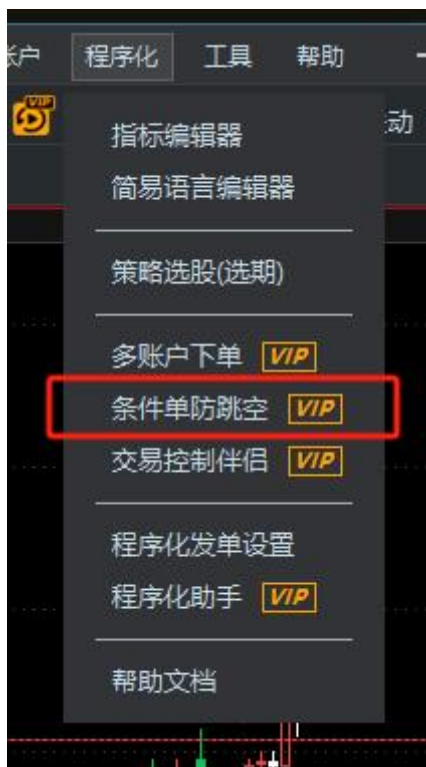 账户 程序化 工具 帮助
VIP 动
指标编辑器
简易语言编辑器
策略选股(选期)
多账户下单 VIP
条件单防跳空 VIP
交易控制伴侣 VIP
程序化发单设置
程序化助手 VIP
帮助文档